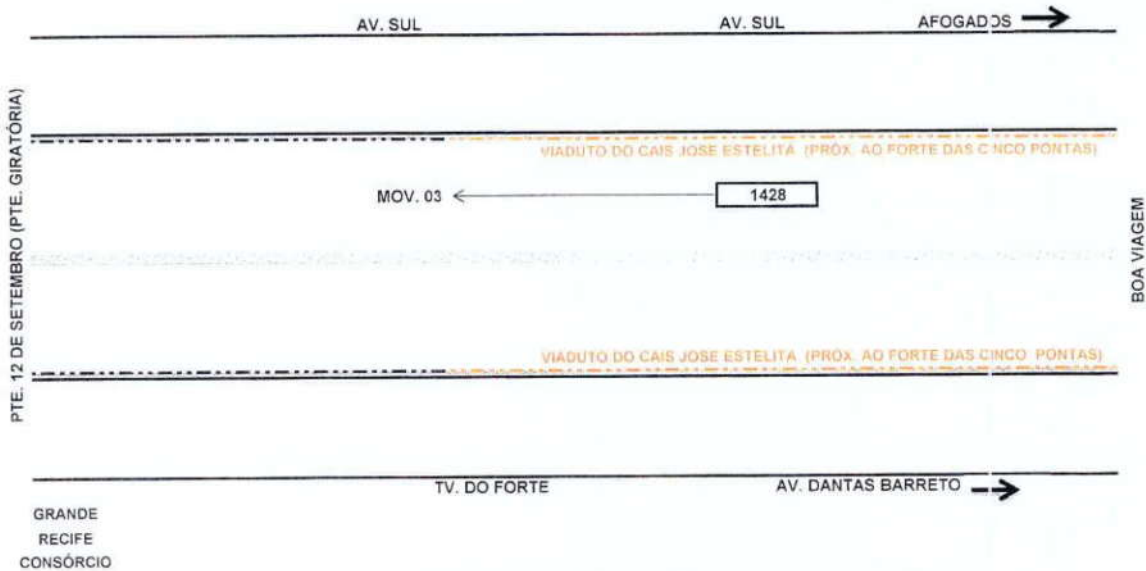 AV. SUL AV. SUL AFOGADOS
PTE. 12 DE SETEMBRO (PTE. GIRATÓRIA)
VIADUTO DO CAIS JOSE ESTELITA (PRÓX. AO FORTE DAS CINCO PONTAS)
MOV. 03 1428
BOA VIAGEM
VIADUTO DO CAIS JOSE ESTELITA (PRÓX. AO FORTE DAS CINCO PONTAS)
TV. DO FORTE AV. DANTAS BARRETO
GRANDE
RECIFE
CONSÓRCIO